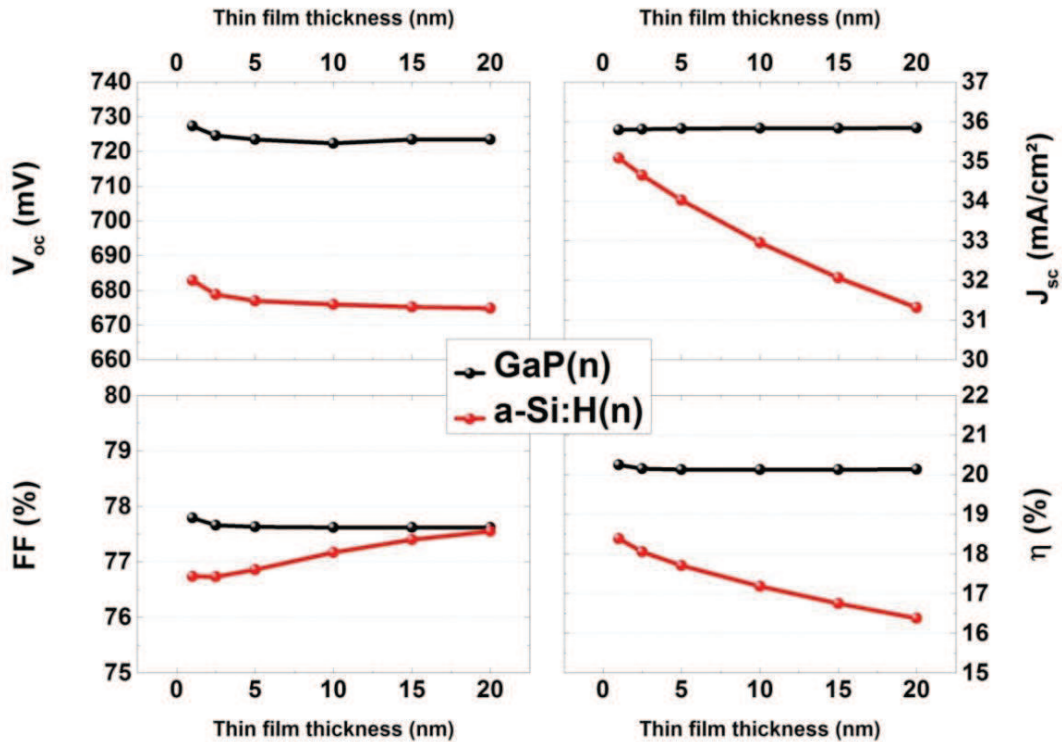 Thin film thickness (nm) Thin film thickness (nm)
0 5 10 15 20 0 5 10 15 20
740 37
730 36
720 35
710 34
700 33
690 32
680 31
670 30
660
V_oc (mV) J_sc (mA/cm²)
GaP(n)
a-Si:H(n)
80 22
79 21
78 20
77 19
76 18
75 17
16
15
FF (%) η (%)
0 5 10 15 20 0 5 10 15 20
Thin film thickness (nm) Thin film thickness (nm)